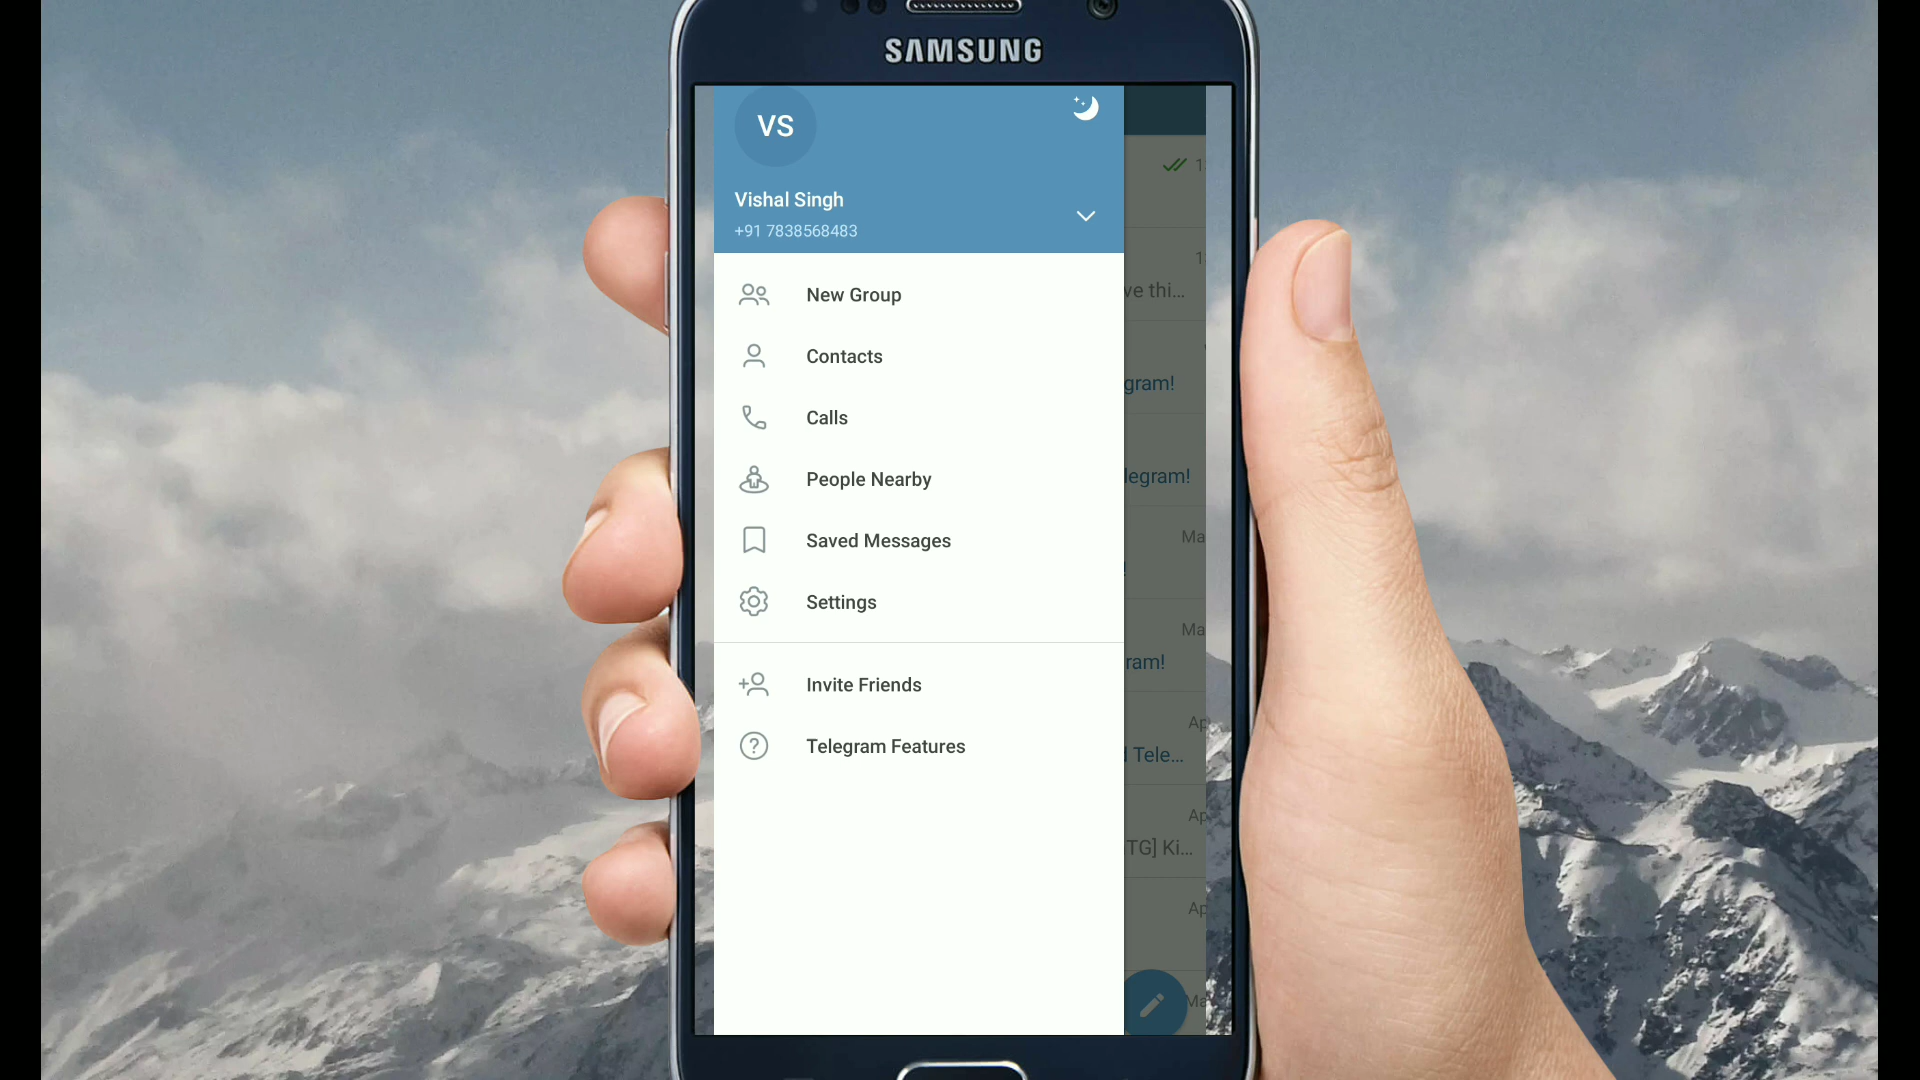 SAMSUNG
VS
Vishal Singh
+91 7838568483
New Group
Contacts
Calls
People Nearby
Saved Messages
Settings
Invite Friends
Telegram Features
ve thi...
gram!
legram!
Ma
Ma
ram!
Ap
d Tele...
Ap
TG] Ki...
Ap
Ma